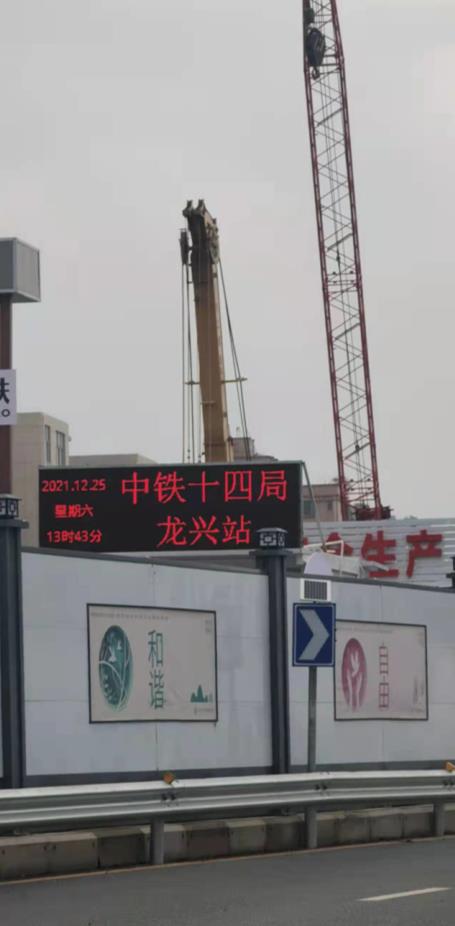 2021.12.25
星期六
13时43分
中铁十四局
龙兴站
全生产
和谐
自由